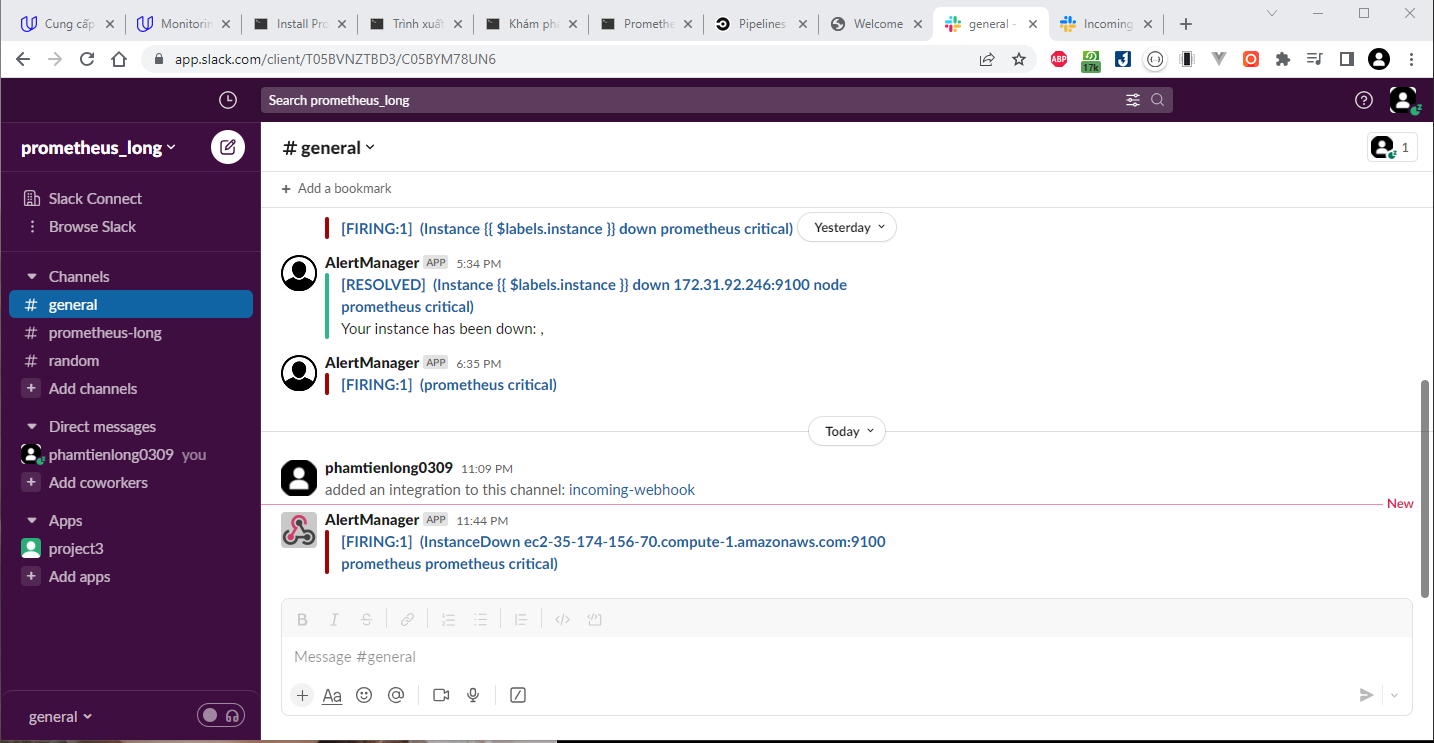 Cung cấp
Monitorin
Install Pro
Trình xuất
Khám phá
Promethe
Pipelines
Welcome
general -
Incoming
app.slack.com/client/T05BVNZTBD3/C05BYM78UN6
ABP
17k
Search prometheus_long
prometheus_long
# general
1
Slack Connect
Browse Slack
+ Add a bookmark
Channels
# general
# prometheus-long
# random
+ Add channels
Direct messages
phamtienlong0309 you
+ Add coworkers
Apps
project3
+ Add apps
general
[FIRING:1] (Instance {{ $labels.instance }} down prometheus critical)
Yesterday
AlertManager APP 5:34 PM
[RESOLVED] (Instance {{ $labels.instance }} down 172.31.92.246:9100 node
prometheus critical)
Your instance has been down: ,
AlertManager APP 6:35 PM
[FIRING:1] (prometheus critical)
Today
phamtienlong0309 11:09 PM
added an integration to this channel: incoming-webhook
New
AlertManager APP 11:44 PM
[FIRING:1] (InstanceDown ec2-35-174-156-70.compute-1.amazonaws.com:9100
prometheus prometheus critical)
B I S
Message #general
+ Aa @